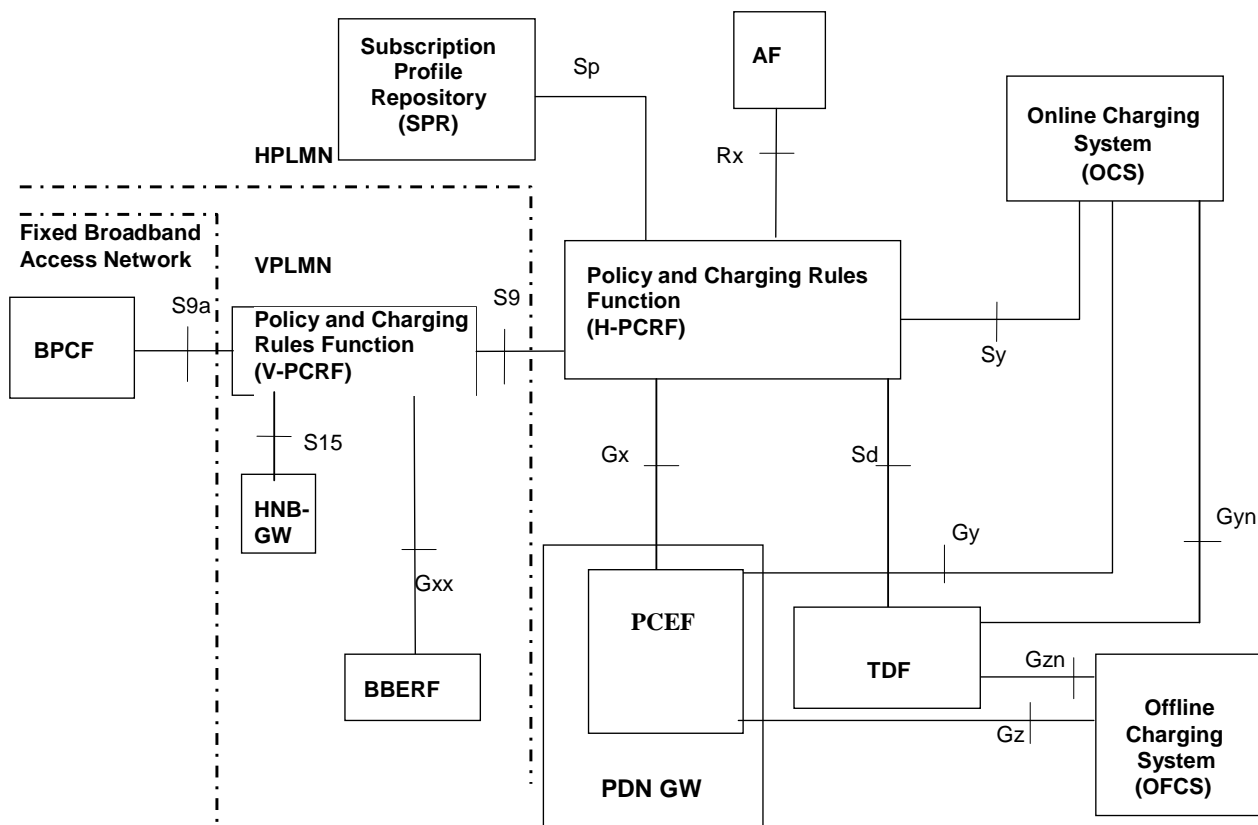 Subscription
Profile
Repository
(SPR)
Sp
AF
Online Charging
System
(OCS)
Rx
HPLMN
Fixed Broadband
Access Network
VPLMN
BPCF
S9a
Policy and Charging
Rules Function
(V-PCRF)
S9
Policy and Charging Rules
Function
(H-PCRF)
Sy
S15
HNB-
GW
Gxx
BBERF
Gx
Sd
Gy
Gyn
PCEF
PDN GW
TDF
Gzn
Gz
Offline
Charging
System
(OFCS)